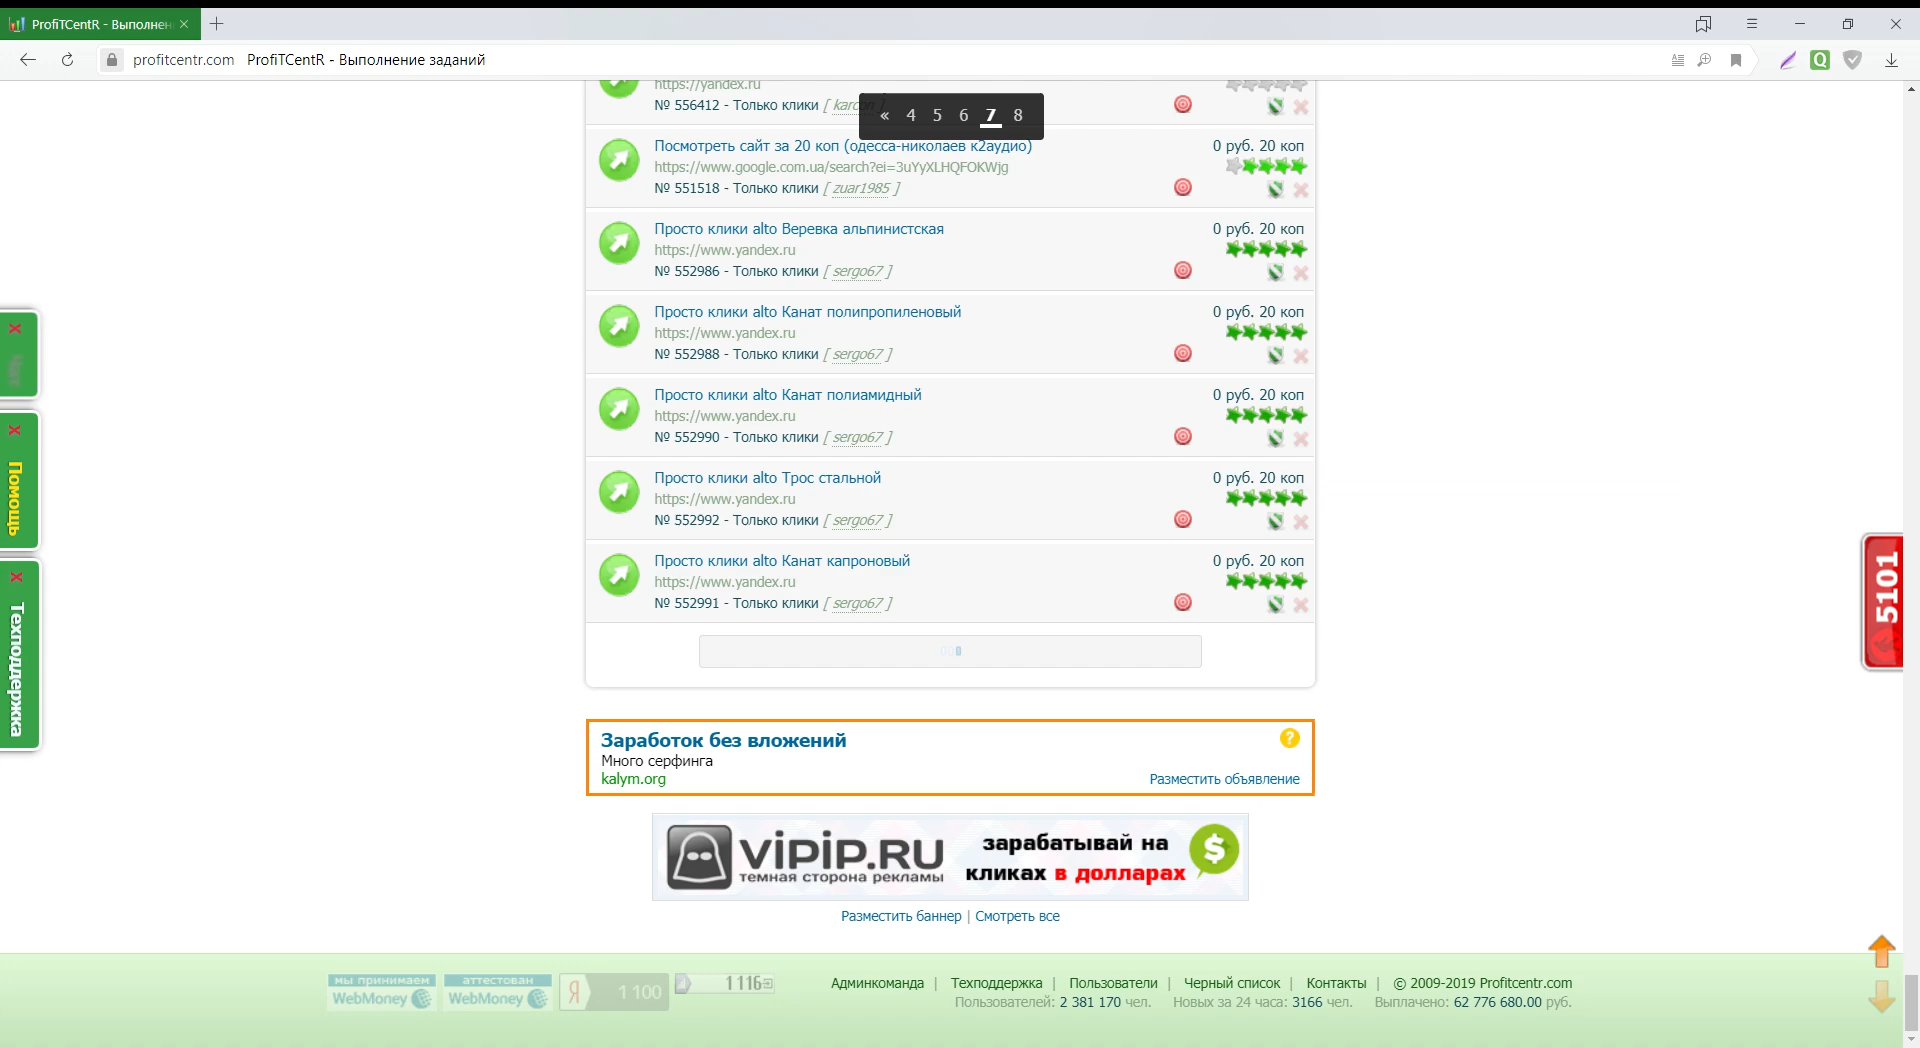 ProfiTCentR - Выполнен
profitcentr.com ProfiTCentR - Выполнение заданий
https://yandex.ru
№ 556412 - Только клики [ karcon ]
« 4 5 6 7 8
Посмотреть сайт за 20 коп (одесса-николаев к2аудио) 0 руб. 20 коп
https://www.google.com.ua/search?ei=3uYyXLHQFOKWjg
№ 551518 - Только клики [ zuar1985 ]
Просто клики alto Веревка альпинистская 0 руб. 20 коп
https://www.yandex.ru
№ 552986 - Только клики [ sergo67 ]
Просто клики alto Канат полипропиленовый 0 руб. 20 коп
https://www.yandex.ru
№ 552988 - Только клики [ sergo67 ]
Просто клики alto Канат полиамидный 0 руб. 20 коп
https://www.yandex.ru
№ 552990 - Только клики [ sergo67 ]
Просто клики alto Трос стальной 0 руб. 20 коп
https://www.yandex.ru
№ 552992 - Только клики [ sergo67 ]
Просто клики alto Канат капроновый 0 руб. 20 коп
https://www.yandex.ru
№ 552991 - Только клики [ sergo67 ]
x
x Помощь
x Техподдержка
5101
Заработок без вложений ?
Много серфинга
kalym.org Разместить объявление
VIPIP.RU
темная сторона рекламы
зарабатывай на
кликах в долларах
$
Разместить баннер | Смотреть все
мы принимаем
WebMoney
аттестован
WebMoney
Я 1 100
1116
Админкоманда | Техподдержка | Пользователи | Черный список | Контакты | © 2009-2019 Profitcentr.com
Пользователей: 2 381 170 чел. Новых за 24 часа: 3166 чел. Выплачено: 62 776 680.00 руб.